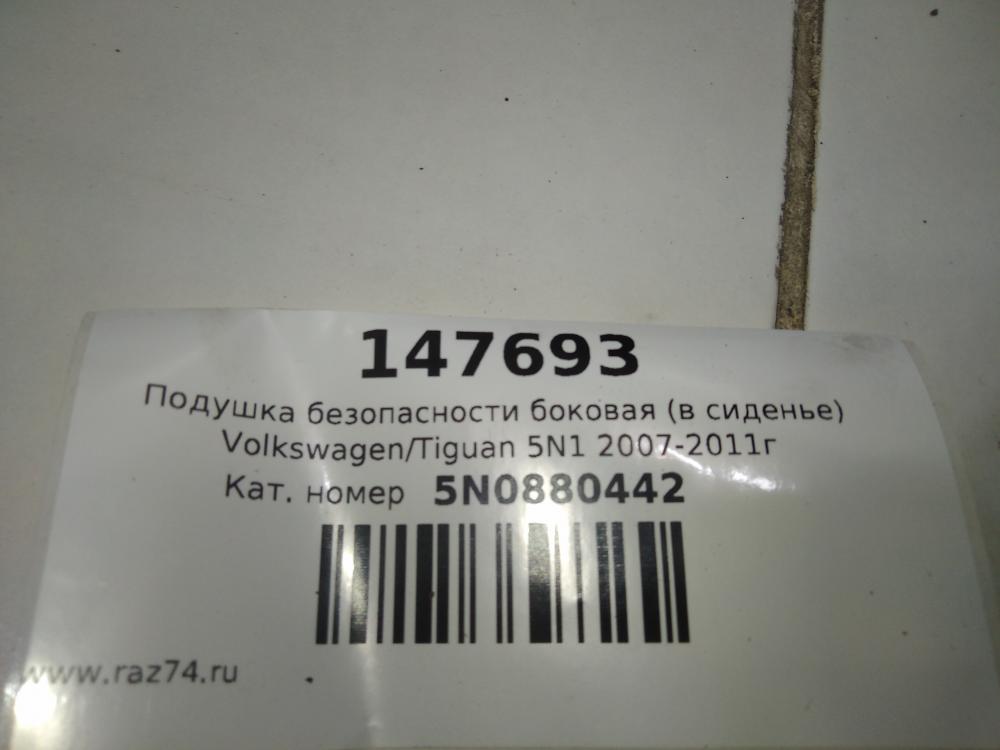 147693
Подушка безопасности боковая (в сиденье)
Volkswagen/Tiguan 5N1 2007-2011г
Кат. номер 5N0880442
www.raz74.ru